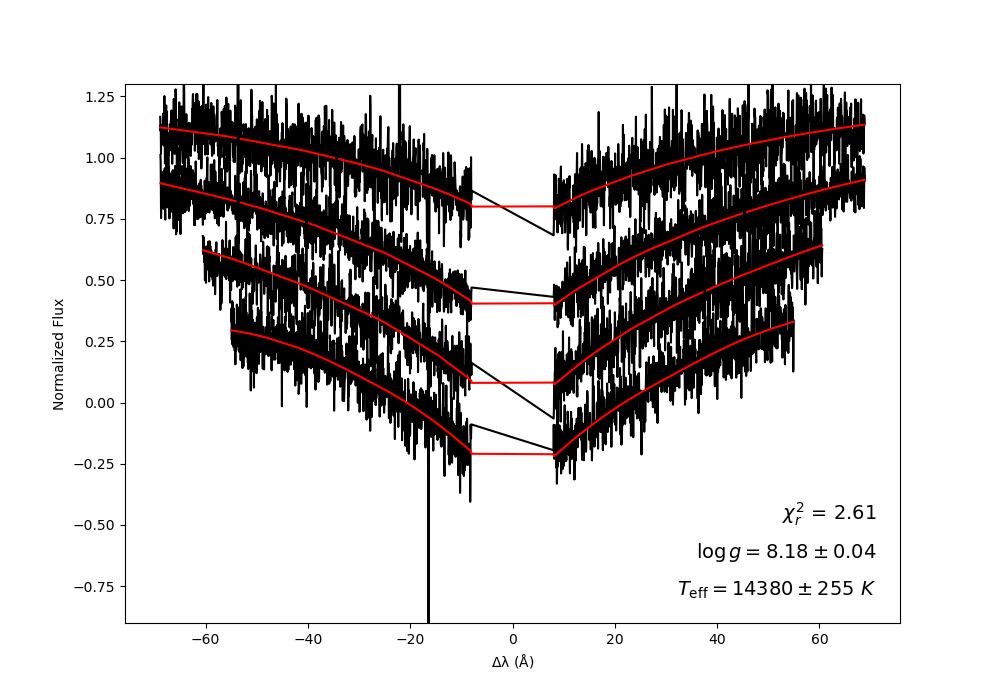 1.25
1.00
0.75
0.50
0.25
0.00
−0.25
−0.50
−0.75
Normalized Flux
χ²ᵣ = 2.61
log g = 8.18 ± 0.04
T_eff = 14380 ± 255 K
−60 −40 −20 0 20 40 60
Δλ (Å)